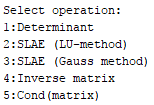 Select operation:
1:Determinant
2:SLAE (LU-method)
3:SLAE (Gauss method)
4:Inverse matrix
5:Cond(matrix)